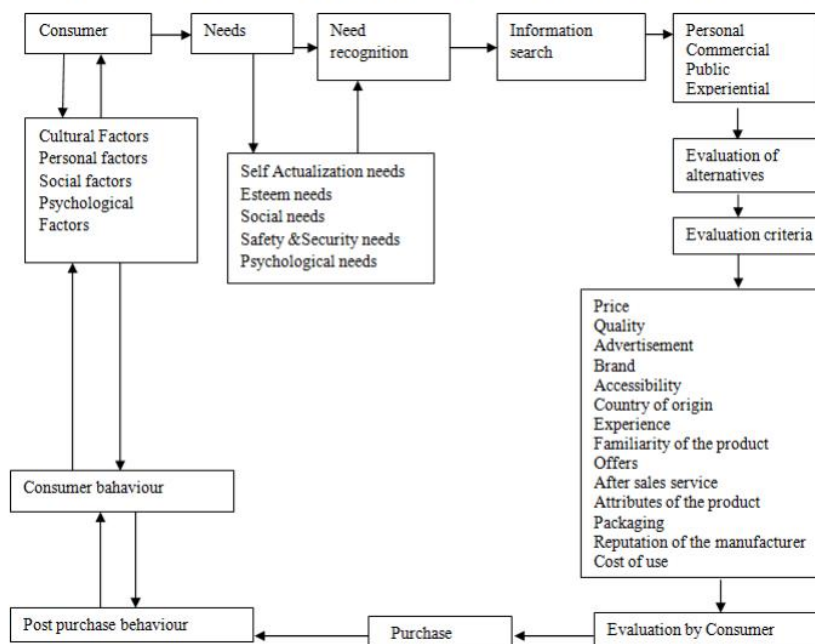 Consumer
Needs
Need
recognition
Information
search
Personal
Commercial
Public
Experiential
Cultural Factors
Personal factors
Social factors
Psychological
Factors
Self Actualization needs
Esteem needs
Social needs
Safety &Security needs
Psychological needs
Evaluation of
alternatives
Evaluation criteria
Price
Quality
Advertisement
Brand
Accessibility
Country of origin
Experience
Familiarity of the product
Offers
After sales service
Attributes of the product
Packaging
Reputation of the manufacturer
Cost of use
Consumer bahaviour
Evaluation by Consumer
Purchase
Post purchase behaviour